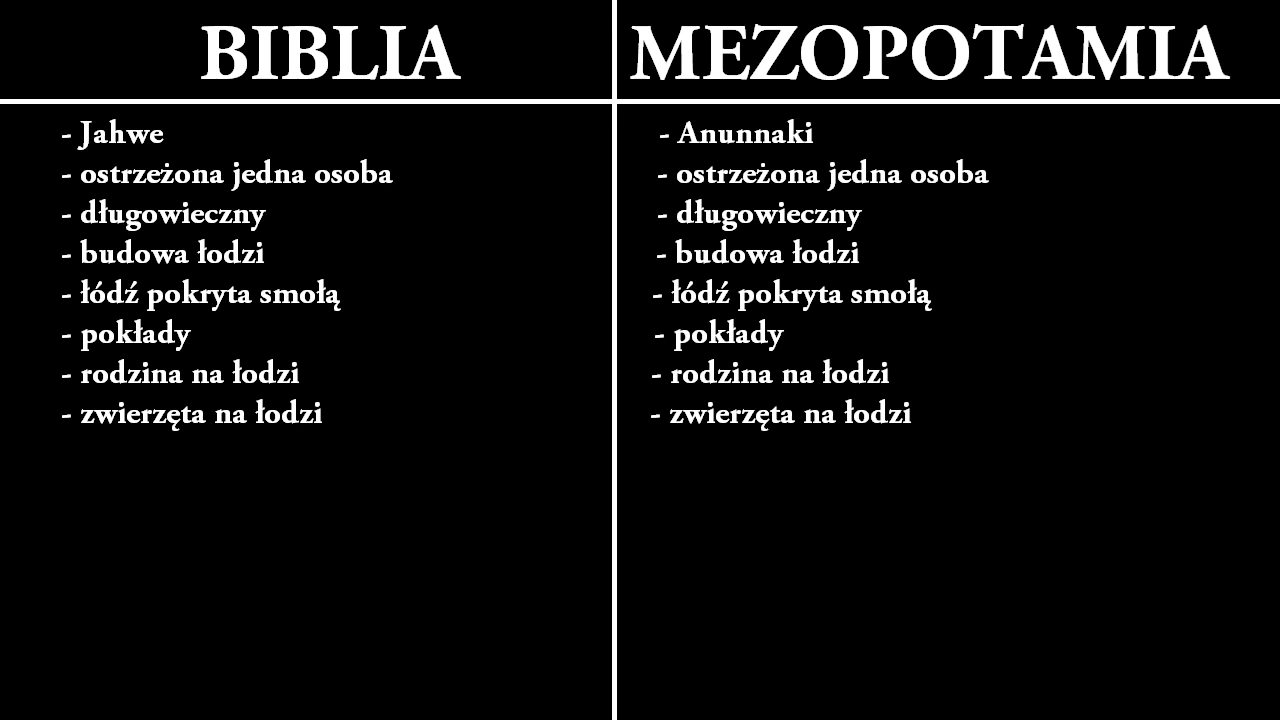 BIBLIA
- Jahwe
- ostrzeżona jedna osoba
- długowieczny
- budowa łodzi
- łódź pokryta smołą
- pokłady
- rodzina na łodzi
- zwierzęta na łodzi
MEZOPOTAMIA
- Anunnaki
- ostrzeżona jedna osoba
- długowieczny
- budowa łodzi
- łódź pokryta smołą
- pokłady
- rodzina na łodzi
- zwierzęta na łodzi